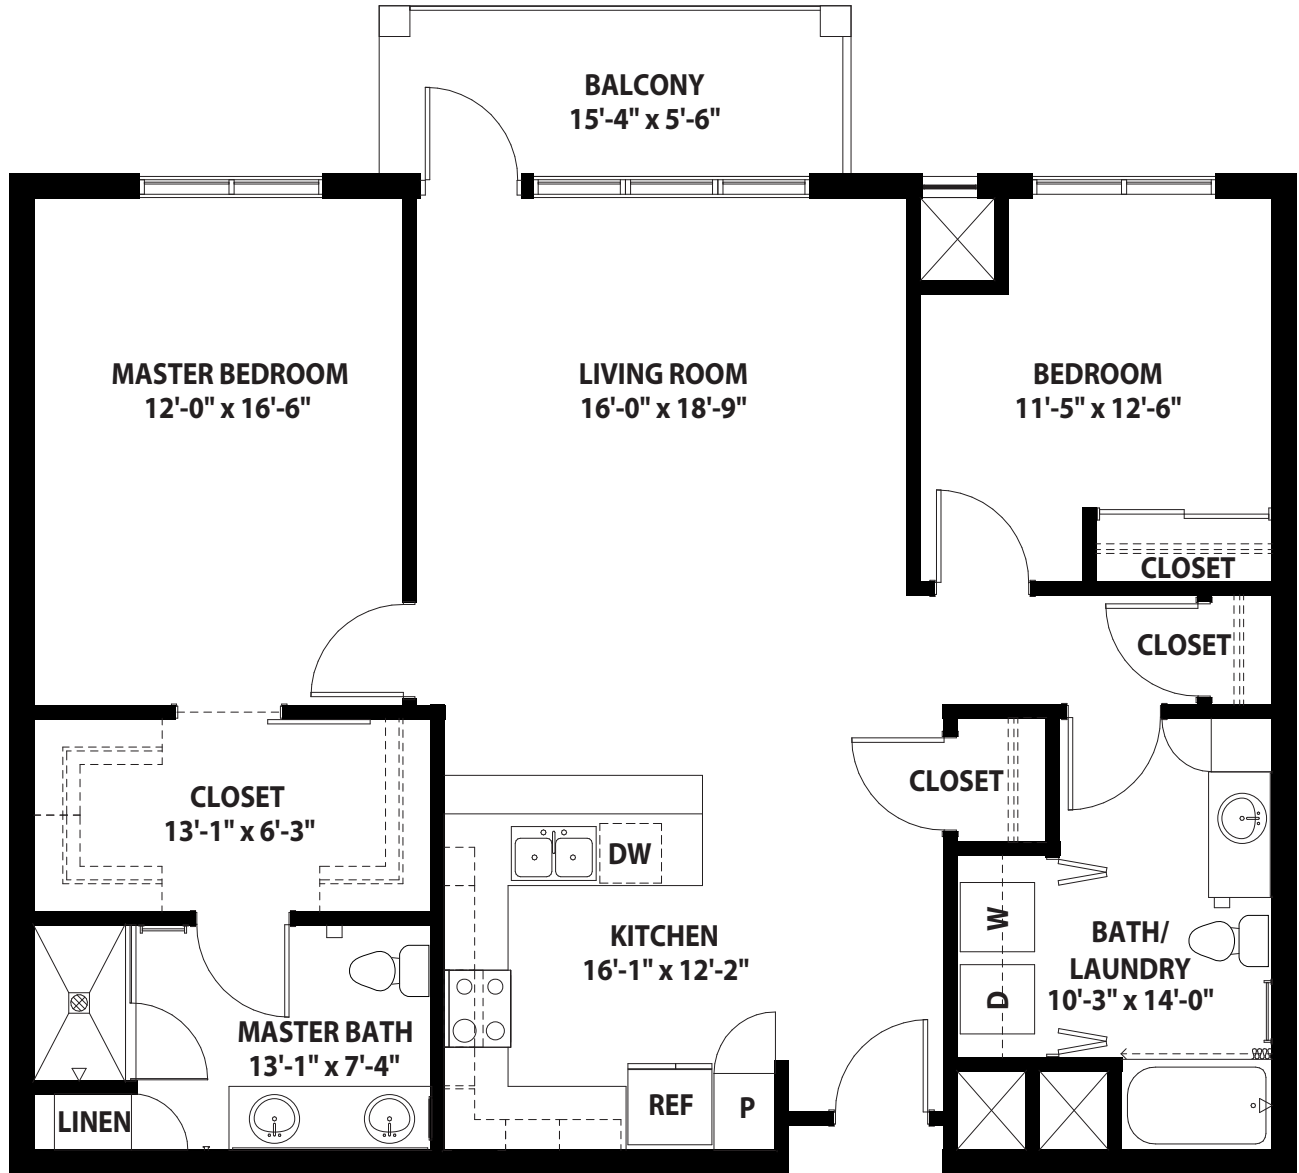 BALCONY
15'-4" x 5'-6"
MASTER BEDROOM
12'-0" x 16'-6"
LIVING ROOM
16'-0" x 18'-9"
BEDROOM
11'-5" x 12'-6"
CLOSET
CLOSET
CLOSET
CLOSET
13'-1" x 6'-3"
DW
KITCHEN
16'-1" x 12'-2"
W
D
BATH/
LAUNDRY
10'-3" x 14'-0"
MASTER BATH
13'-1" x 7'-4"
LINEN
REF
P